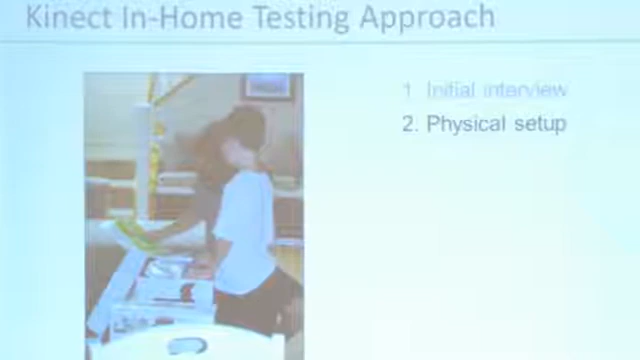 Kinect In-Home Testing Approach
1. Initial interview
2. Physical setup